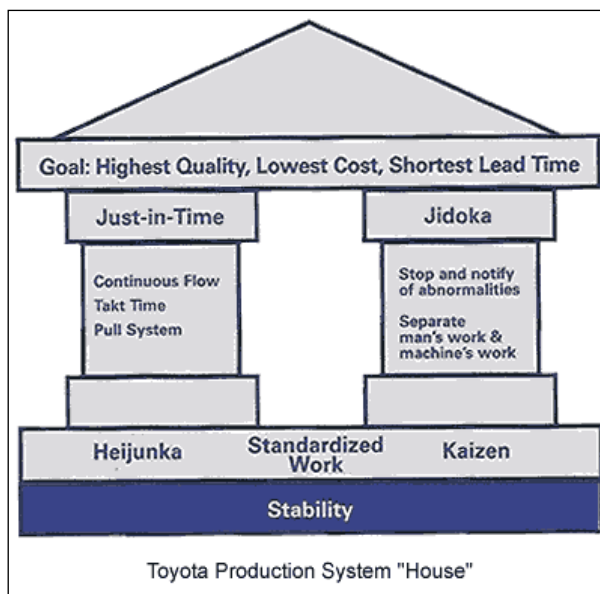 Goal: Highest Quality, Lowest Cost, Shortest Lead Time
Just-in-Time
Continuous Flow
Takt Time
Pull System
Jidoka
Stop and notify
of abnormalities
Separate
man's work &
machine's work
Heijunka
Standardized
Work
Kaizen
Stability
Toyota Production System "House"